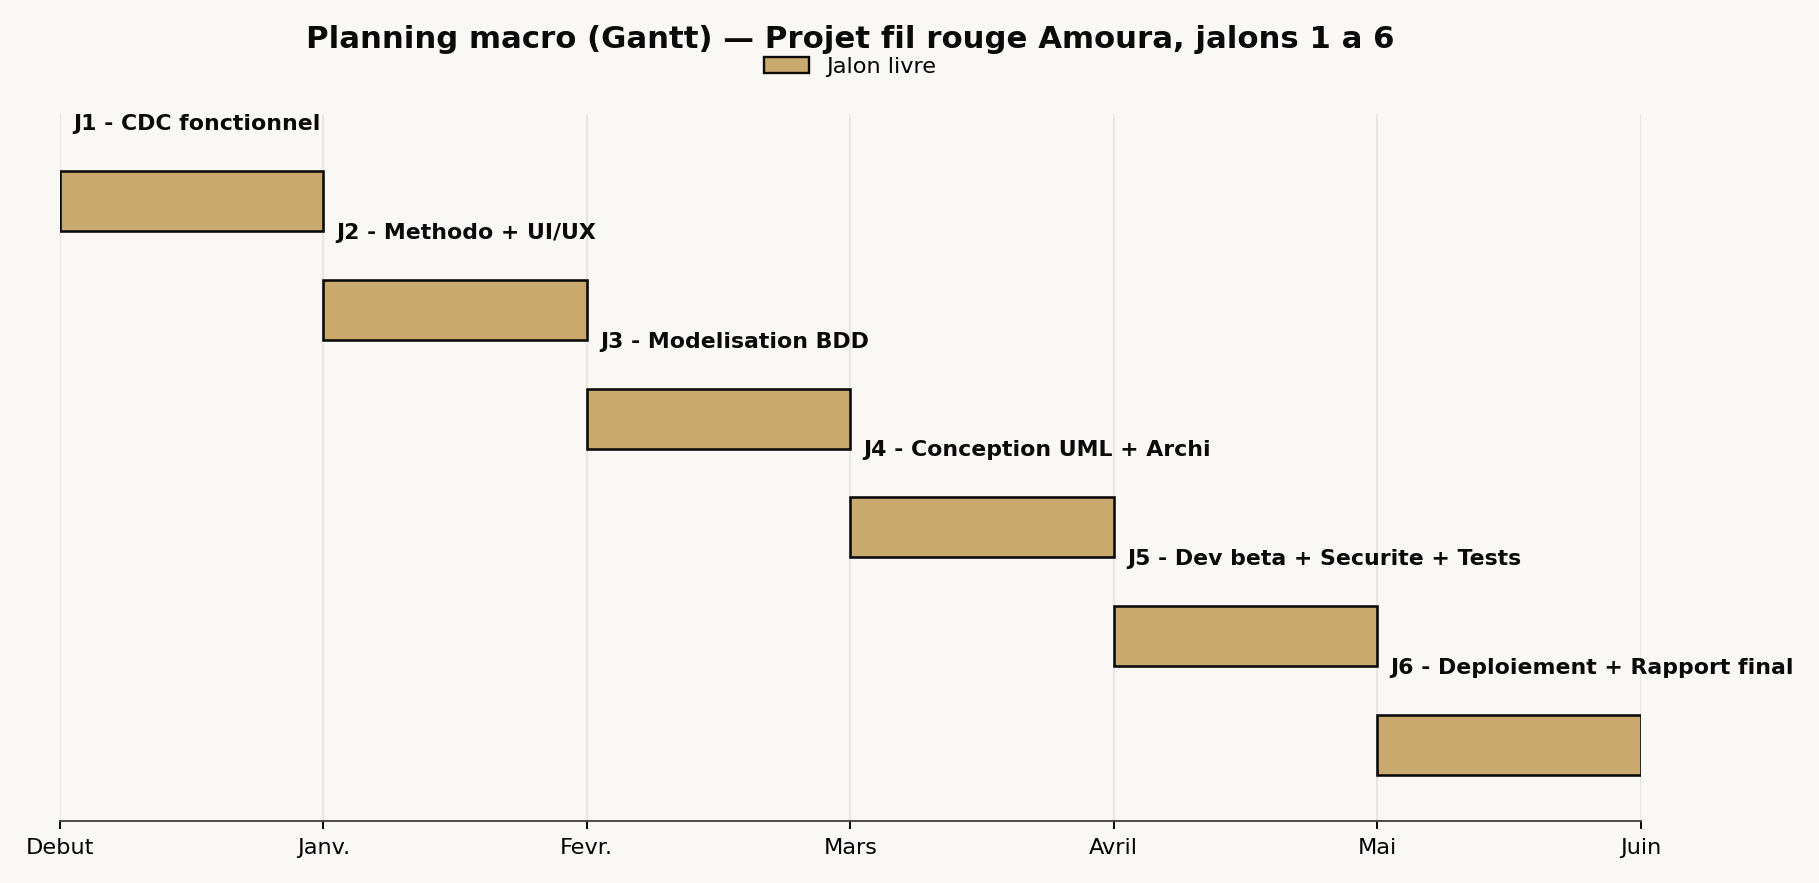 Planning macro (Gantt) — Projet fil rouge Amoura, jalons 1 a 6
Jalon livre
J1 - CDC fonctionnel
J2 - Methodo + UI/UX
J3 - Modelisation BDD
J4 - Conception UML + Archi
J5 - Dev beta + Securite + Tests
J6 - Deploiement + Rapport final
Debut Janv. Fevr. Mars Avril Mai Juin